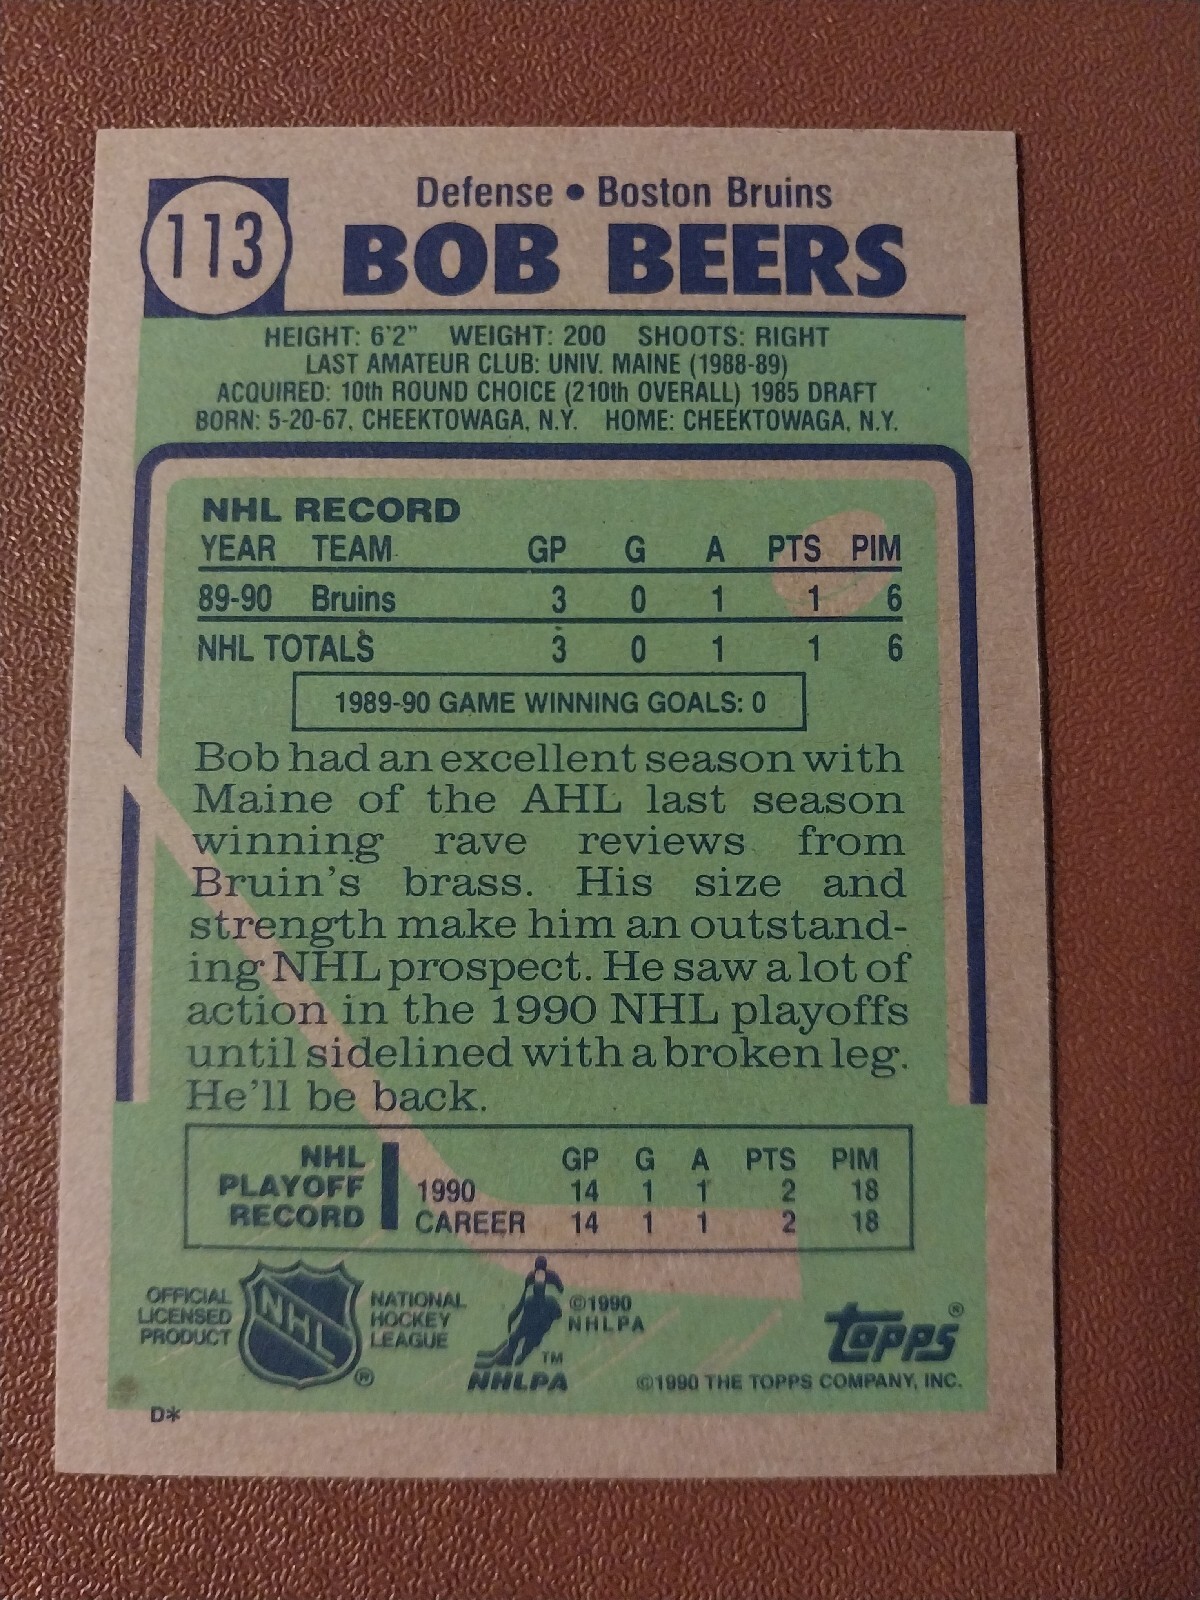 113
Defense • Boston Bruins
BOB BEERS
HEIGHT: 6'2" WEIGHT: 200 SHOOTS: RIGHT
LAST AMATEUR CLUB: UNIV. MAINE (1988-89)
ACQUIRED: 10th ROUND CHOICE (210th OVERALL) 1985 DRAFT
BORN: 5-20-67, CHEEKTOWAGA, N.Y. HOME: CHEEKTOWAGA, N.Y.
NHL RECORD
YEAR TEAM GP G A PTS PIM
89-90 Bruins 3 0 1 1 6
NHL TOTALS 3 0 1 1 6
1989-90 GAME WINNING GOALS: 0
Bob had an excellent season with
Maine of the AHL last season
winning rave reviews from
Bruin's brass. His size and
strength make him an outstand-
ing NHL prospect. He saw a lot of
action in the 1990 NHL playoffs
until sidelined with a broken leg.
He'll be back.
NHL PLAYOFF RECORD
GP G A PTS PIM
1990 14 1 1 2 18
CAREER 14 1 1 2 18
OFFICIAL
LICENSED
PRODUCT
NHL
®
NATIONAL
HOCKEY
LEAGUE
TM
NHLPA
©1990
NHLPA
topps®
©1990 THE TOPPS COMPANY, INC.
D*